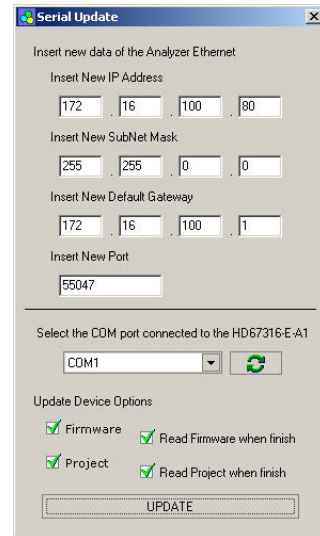 Serial Update
Insert new data of the Analyzer Ethernet
Insert New IP Address
172 . 16 . 100 . 80
Insert New SubNet Mask
255 . 255 . 0 . 0
Insert New Default Gateway
172 . 16 . 100 . 1
Insert New Port
55047
Select the COM port connected to the HD67316-E-A1
COM1
Update Device Options
Firmware
Read Firmware when finish
Project
Read Project when finish
UPDATE